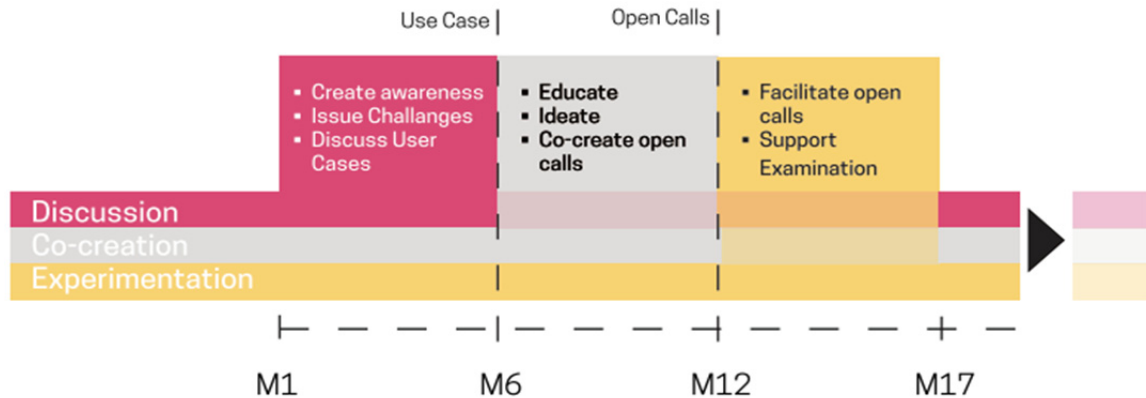 Use Case
Open Calls
▪ Create awareness
▪ Issue Challanges
▪ Discuss User
Cases
▪ Educate
▪ Ideate
▪ Co-create open
calls
▪ Facilitate open
calls
▪ Support
Examination
Discussion
Co-creation
Experimentation
M1
M6
M12
M17